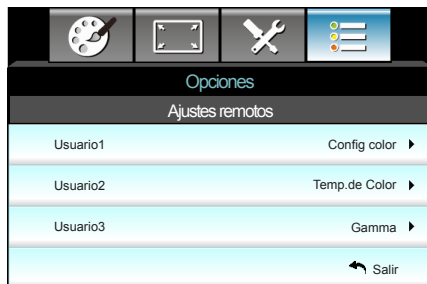 Opciones
Ajustes remotos
Usuario1 Config color
Usuario2 Temp.de Color
Usuario3 Gamma
Salir